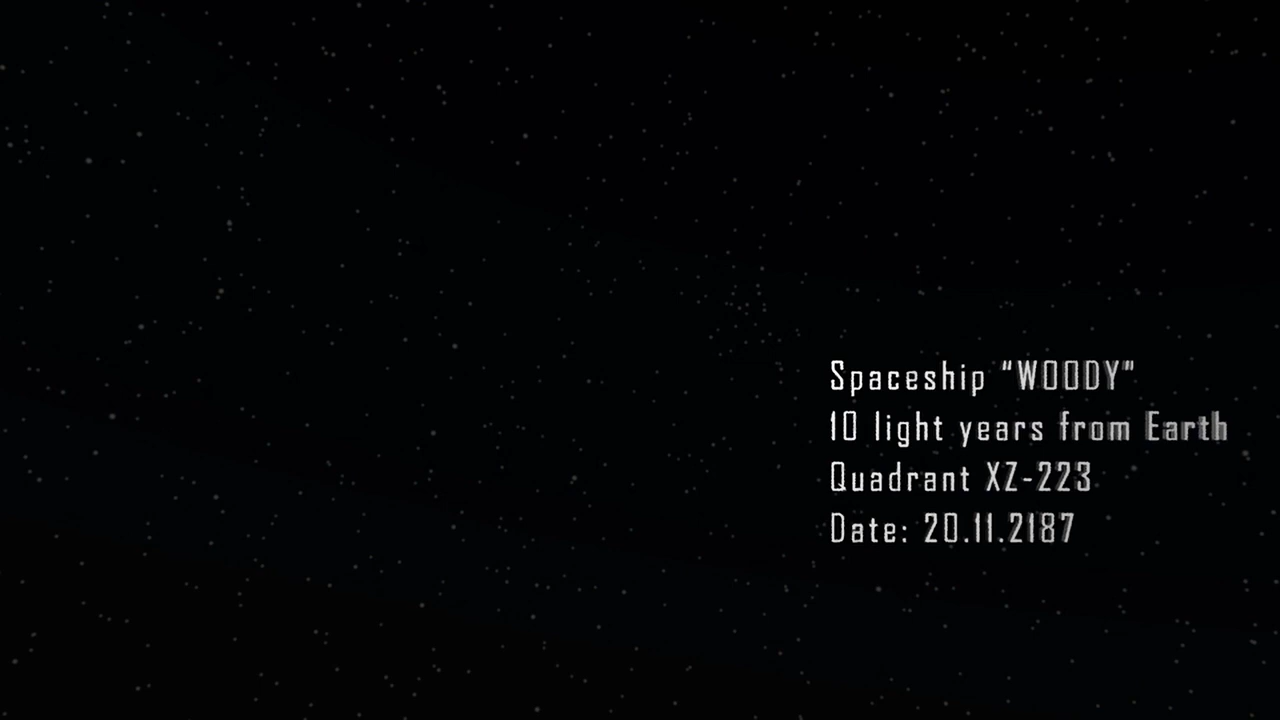 Spaceship “WOODY”
10 light years from Earth
Quadrant XZ-223
Date: 20.11.2187